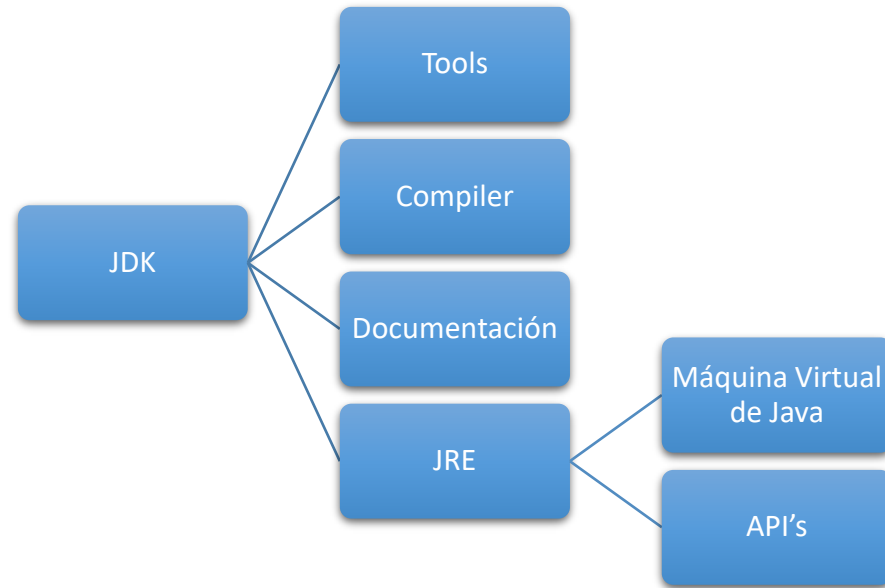 Tools
Compiler
JDK
Documentación
Máquina Virtual
de Java
JRE
API's